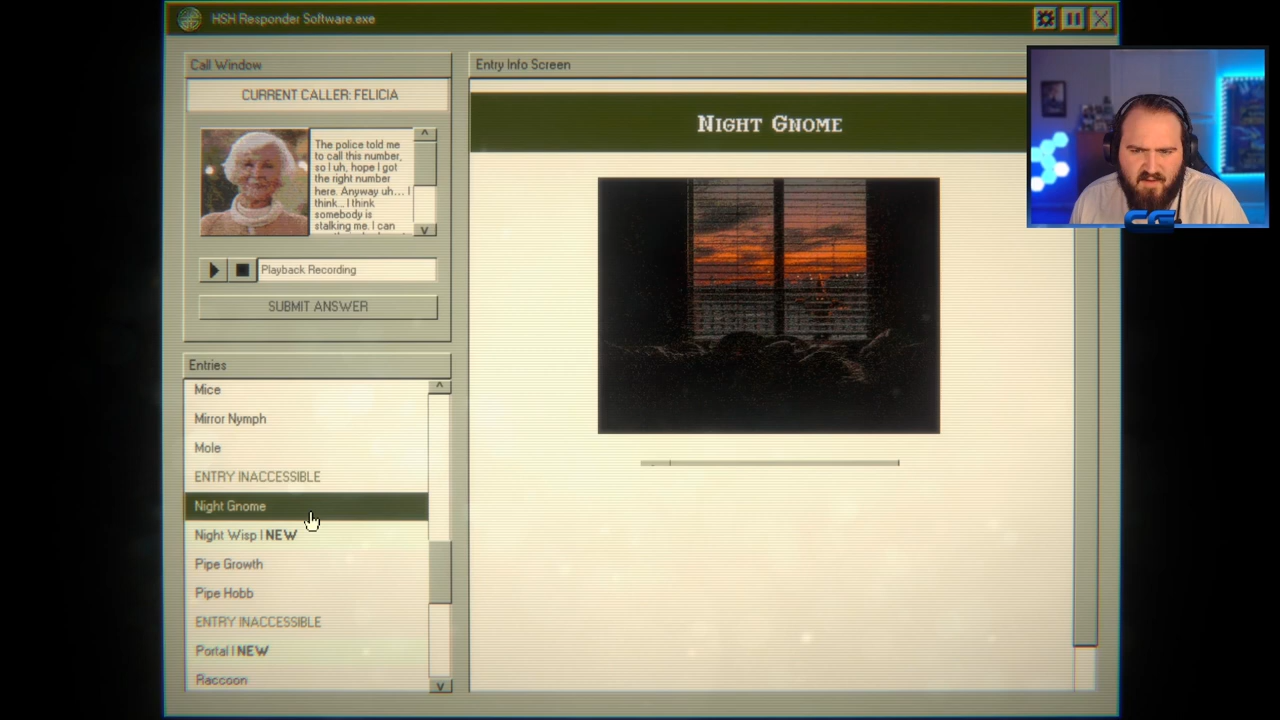 HSH Responder Software.exe
Call Window
CURRENT CALLER: FELICIA
The police told me
to call this number,
so I uh, hope I got
the right number
here. Anyway uh... I
think... I think
somebody is
stalking me. I can
Playback Recording
SUBMIT ANSWER
Entries
Mice
Mirror Nymph
Mole
ENTRY INACCESSIBLE
Night Gnome
Night Wisp | NEW
Pipe Growth
Pipe Hobb
ENTRY INACCESSIBLE
Portal | NEW
Raccoon
Entry Info Screen
Night Gnome
CG